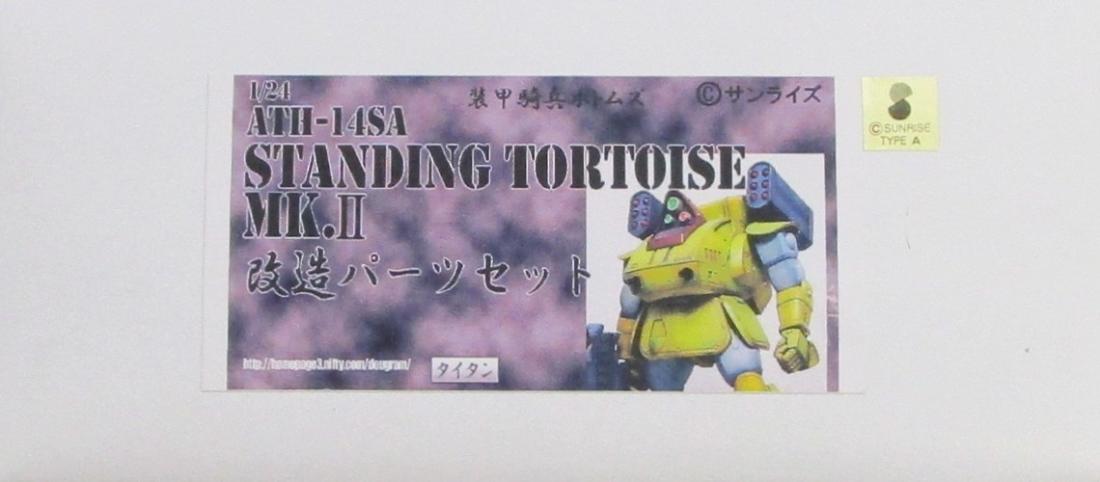 1/24
装甲騎兵ボトムズ
©サンライズ
ATH-14SA
STANDING TORTOISE
MK.Ⅱ
改造パーツセット
http://homepage3.nifty.com/dougram/
タイタン
© SUNRISE
TYPE A